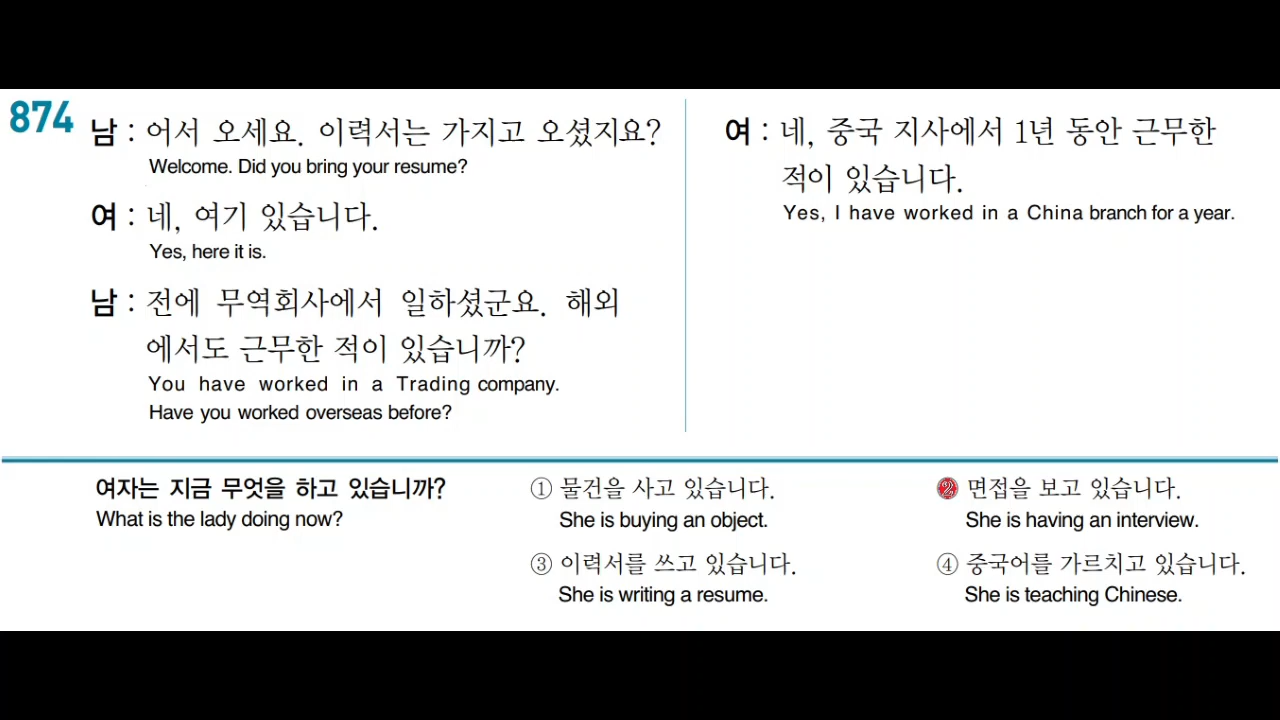 874
남 : 어서 오세요. 이력서는 가지고 오셨지요?
Welcome. Did you bring your resume?
여 : 네, 여기 있습니다.
Yes, here it is.
남 : 전에 무역회사에서 일하셨군요. 해외
에서도 근무한 적이 있습니까?
You have worked in a Trading company.
Have you worked overseas before?
여 : 네, 중국 지사에서 1년 동안 근무한
적이 있습니다.
Yes, I have worked in a China branch for a year.
여자는 지금 무엇을 하고 있습니까?
What is the lady doing now?
① 물건을 사고 있습니다.
She is buying an object.
② 면접을 보고 있습니다.
She is having an interview.
③ 이력서를 쓰고 있습니다.
She is writing a resume.
④ 중국어를 가르치고 있습니다.
She is teaching Chinese.